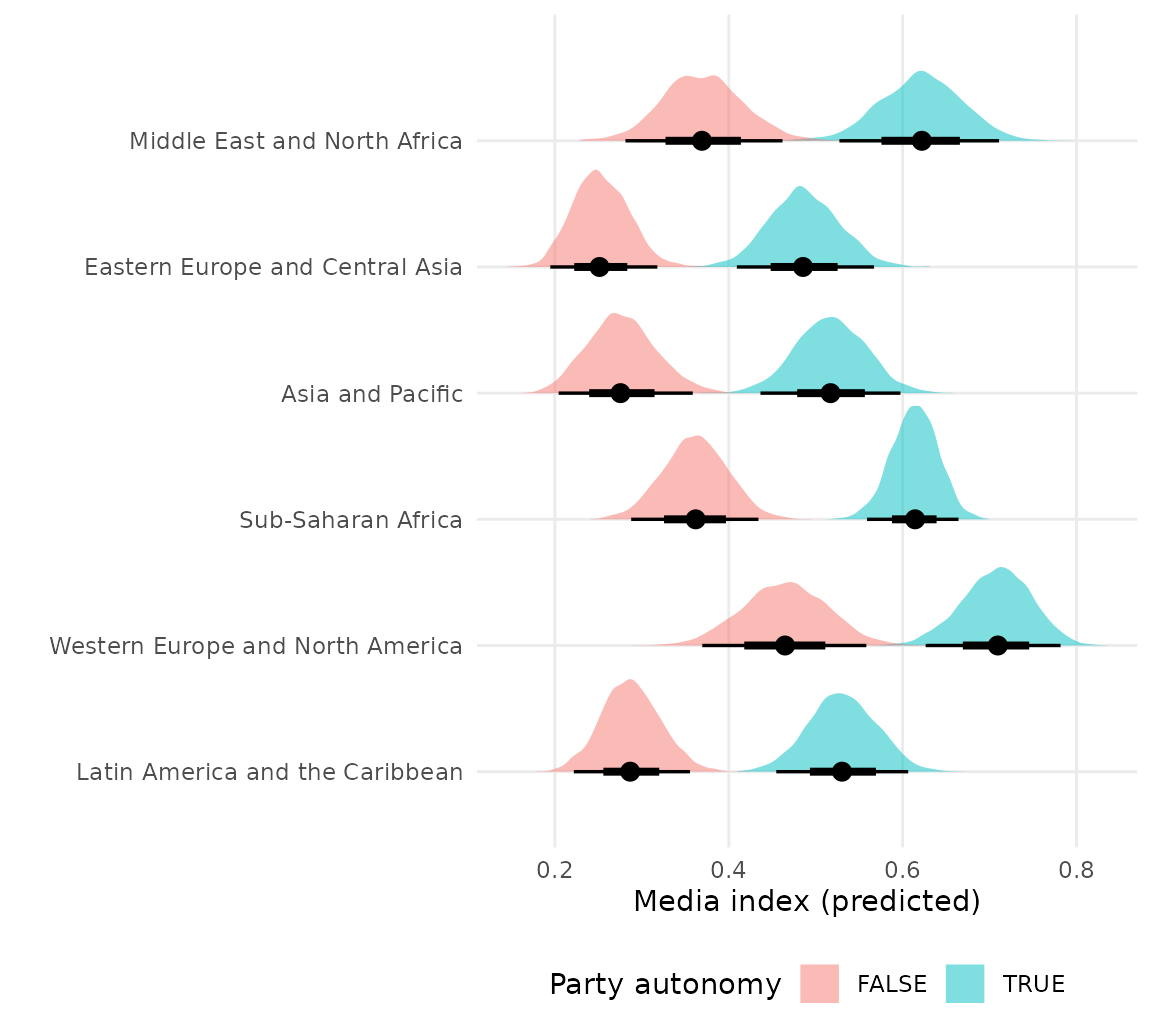 Middle East and North Africa
Eastern Europe and Central Asia
Asia and Pacific
Sub-Saharan Africa
Western Europe and North America
Latin America and the Caribbean
0.2 0.4 0.6 0.8
Media index (predicted)
Party autonomy FALSE TRUE